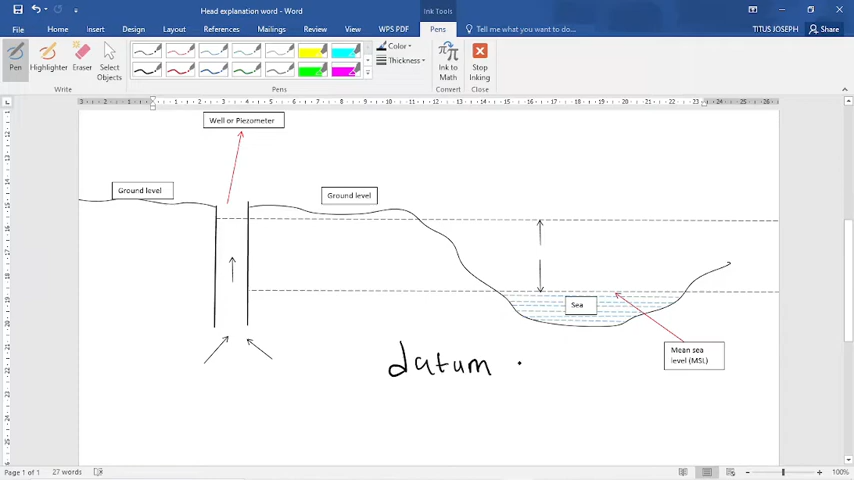 Head explanation word - Word
Ink Tools
TITUS JOSEPH
Share
File
Home
Insert
Design
Layout
References
Mailings
Review
View
WPS PDF
Pens
Tell me what you want to do...
Pen
Highlighter
Eraser
Select
Objects
Color
Thickness
Ink to
Math
Stop
Inking
Write
Pens
Convert
Close
Well or Piezometer
Ground level
Ground level
Sea
Mean sea
level (MSL)
datum
Page 1 of 1
27 words
100%